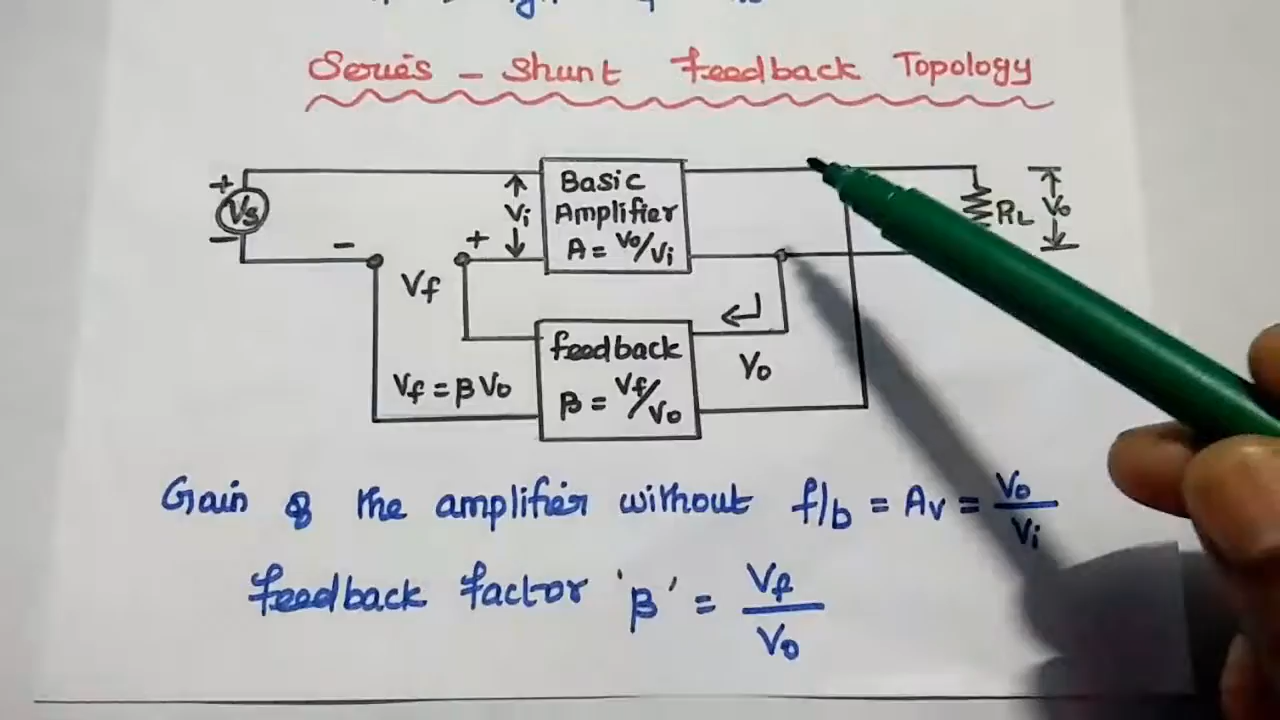 Series - Shunt feedback Topology
+
Vs
-
-
Vf
+
Vi
Basic
Amplifier
A = Vo/Vi
RL
Vo
feedback
β = Vf/Vo
Vo
Vf = βVo
Gain of the amplifier without f/b = Av = Vo/Vi
feedback factor 'β' = Vf/Vo